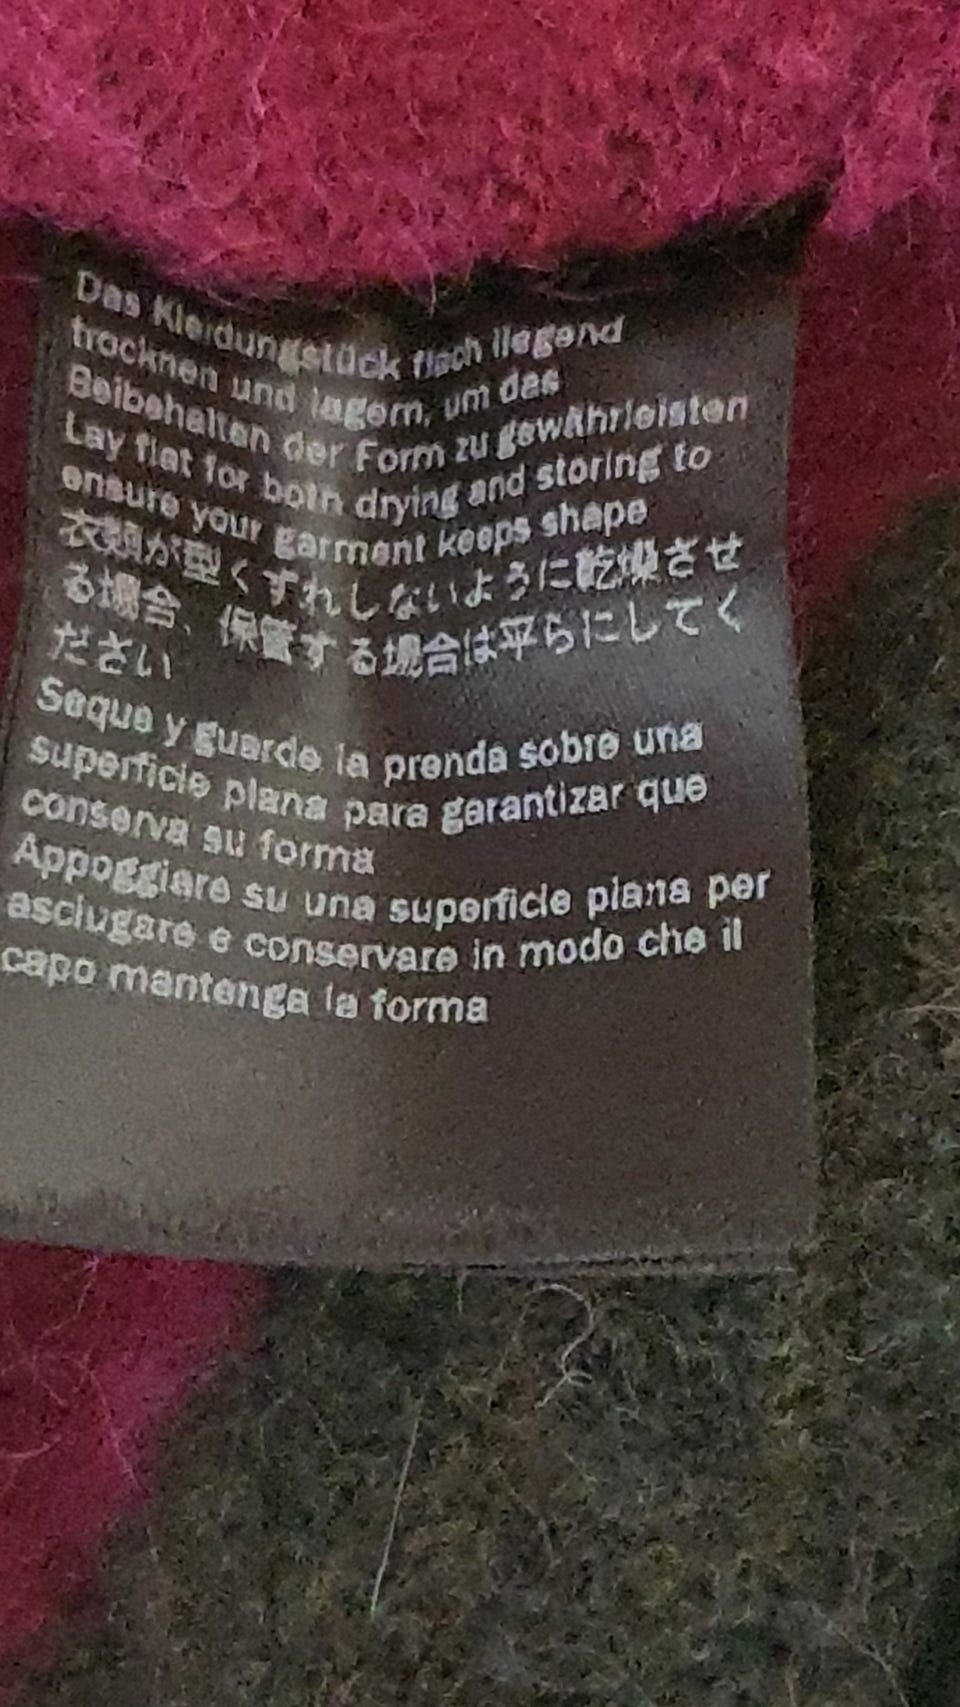 Das Kleidungstück flach liegend
trocknen und lagern, um das
Beibehalten der Form zu gewährleisten
Lay flat for both drying and storing to
ensure your garment keeps shape
衣類が型くずれしないように乾燥させ
る場合、保管する場合は平らにしてく
ださい
Seque y guarde la prenda sobre una
superficie plana para garantizar que
conserva su forma
Appoggiare su una superficie piana per
asciugare e conservare in modo che il
capo mantenga la forma